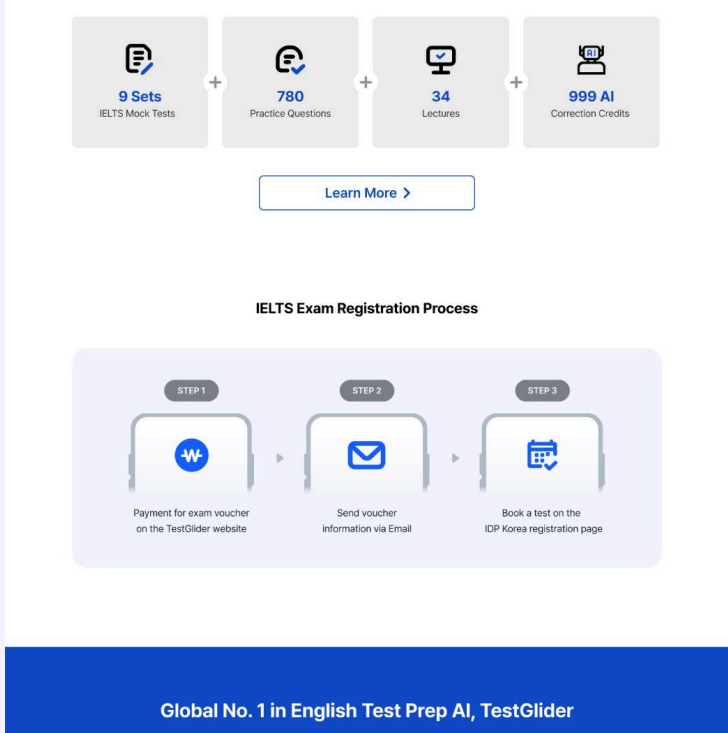 AI
9 Sets
IELTS Mock Tests
+
780
Practice Questions
+
34
Lectures
+
999 AI
Correction Credits
Learn More >
IELTS Exam Registration Process
STEP 1
STEP 2
STEP 3
₩
Payment for exam voucher
on the TestGlider website
Send voucher
information via Email
Book a test on the
IDP Korea registration page
Global No. 1 in English Test Prep AI, TestGlider